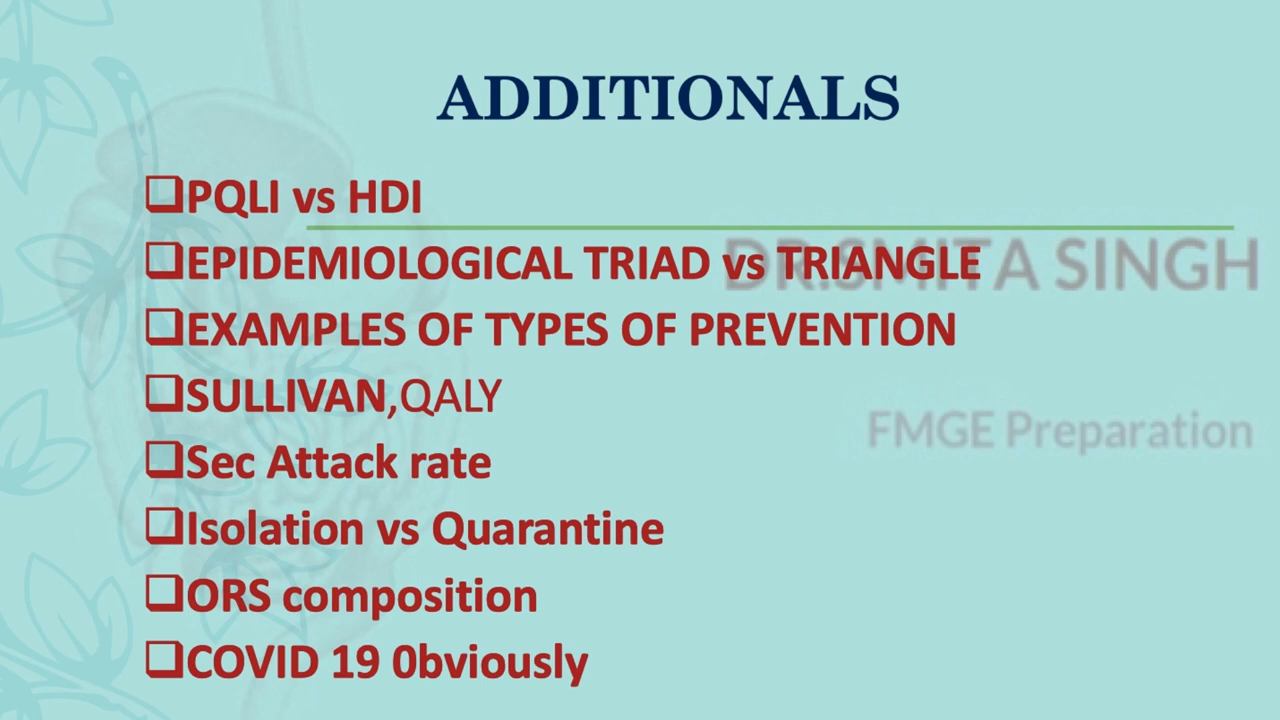 ADDITIONALS
❑PQLI vs HDI
❑EPIDEMIOLOGICAL TRIAD vs TRIANGLE
DR.SMITA SINGH
❑EXAMPLES OF TYPES OF PREVENTION
❑SULLIVAN,QALY
FMGE Preparation
❑Sec Attack rate
❑Isolation vs Quarantine
❑ORS composition
❑COVID 19 0bviously